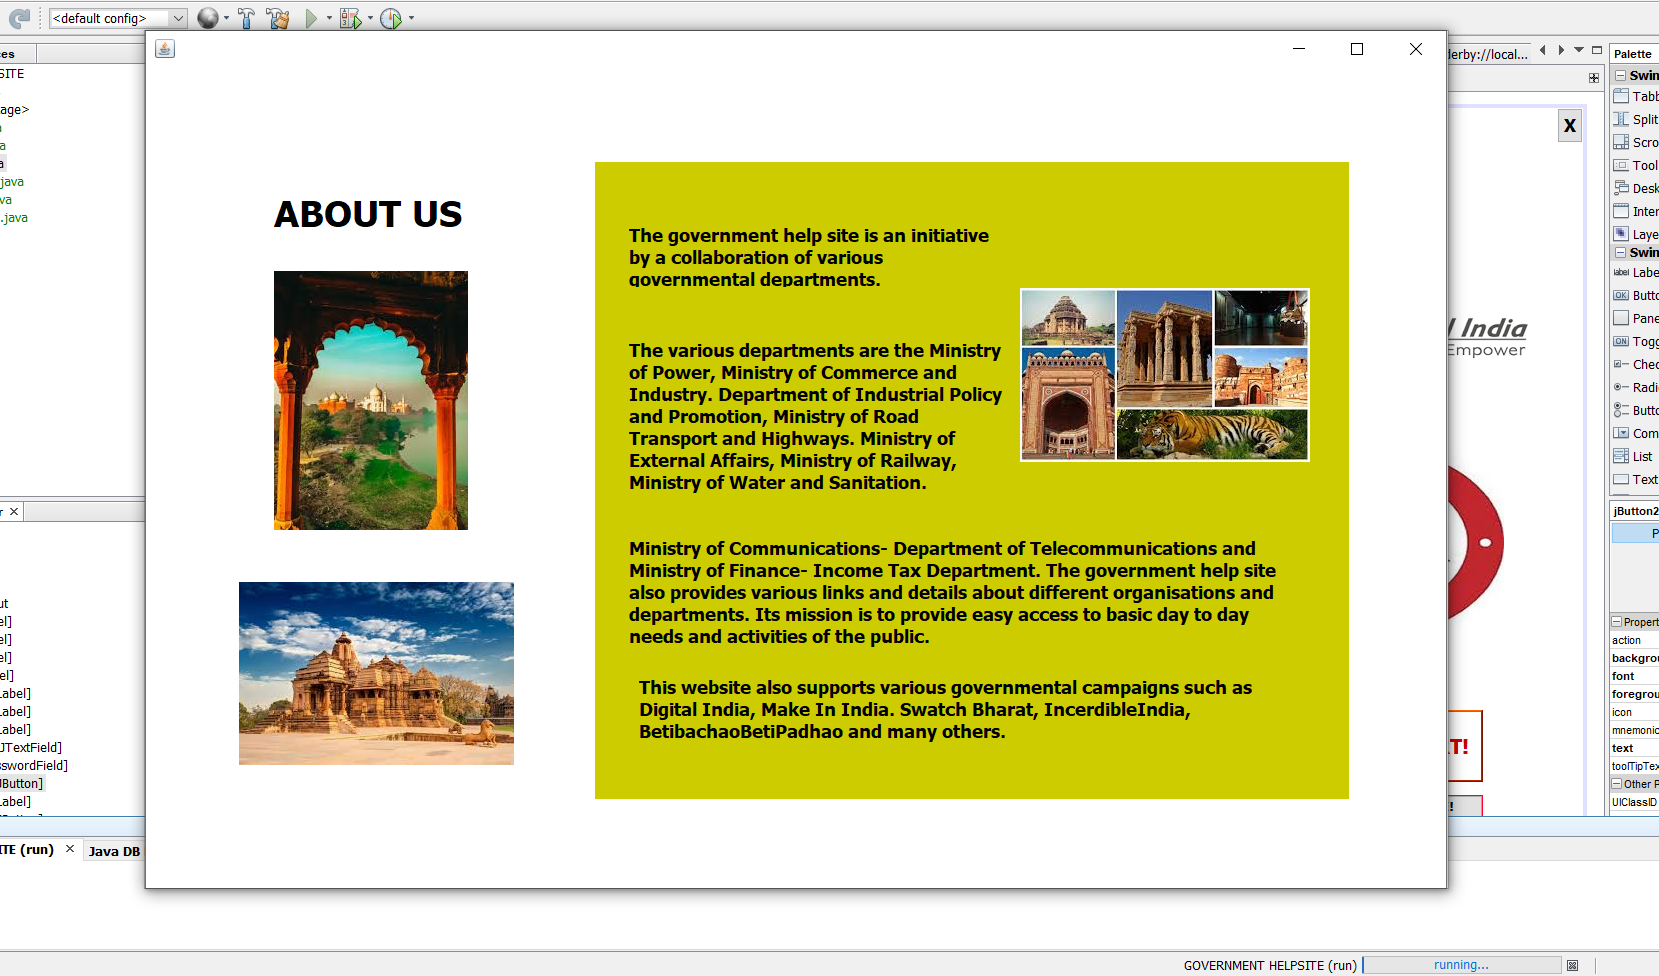 <default config>
ces
SITE
age>
a
a
a
.java
va
.java
ABOUT US
The government help site is an initiative
by a collaboration of various
governmental departments.
The various departments are the Ministry
of Power, Ministry of Commerce and
Industry. Department of Industrial Policy
and Promotion, Ministry of Road
Transport and Highways. Ministry of
External Affairs, Ministry of Railway,
Ministry of Water and Sanitation.
Ministry of Communications- Department of Telecommunications and
Ministry of Finance- Income Tax Department. The government help site
also provides various links and details about different organisations and
departments. Its mission is to provide easy access to basic day to day
needs and activities of the public.
This website also supports various governmental campaigns such as
Digital India, Make In India. Swatch Bharat, IncerdibleIndia,
BetibachaoBetiPadhao and many others.
derby://local...
X
l India
Empower
AT!
!
Palette
Swin
Tabb
Split
Scro
Tool
Desk
Inter
Laye
Swin
label Labe
OK Butto
Pane
ON Togg
Chec
Radi
Butto
Com
List
Text
jButton2
P
Propert
action
backgrou
font
foregrou
icon
mnemonic
text
toolTipTex
Other P
UIClassID
r
ut
el]
el]
el]
el]
Label]
Label]
Label]
JTextField]
sswordField]
JButton]
Label]
ITE (run)
Java DB
GOVERNMENT HELPSITE (run)
running...